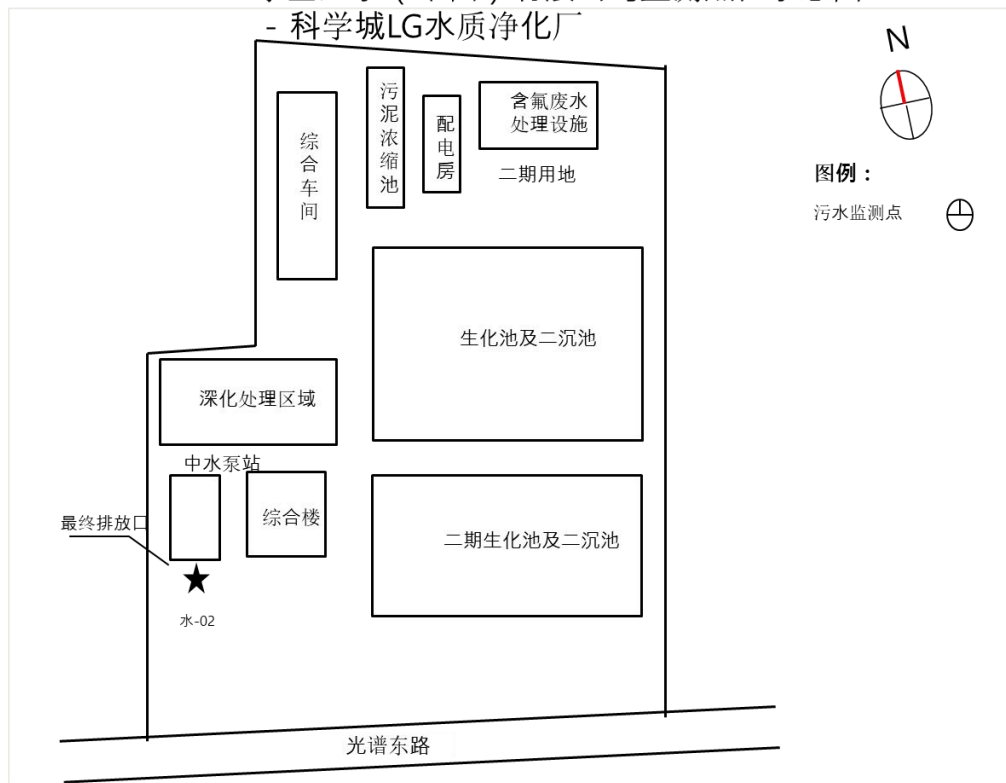 - 科学城LG水质净化厂
N
图例：
污水监测点
综合车间
污泥浓缩池
配电房
含氟废水
处理设施
二期用地
生化池及二沉池
深化处理区域
中水泵站
综合楼
最终排放口
二期生化池及二沉池
水-02
光谱东路